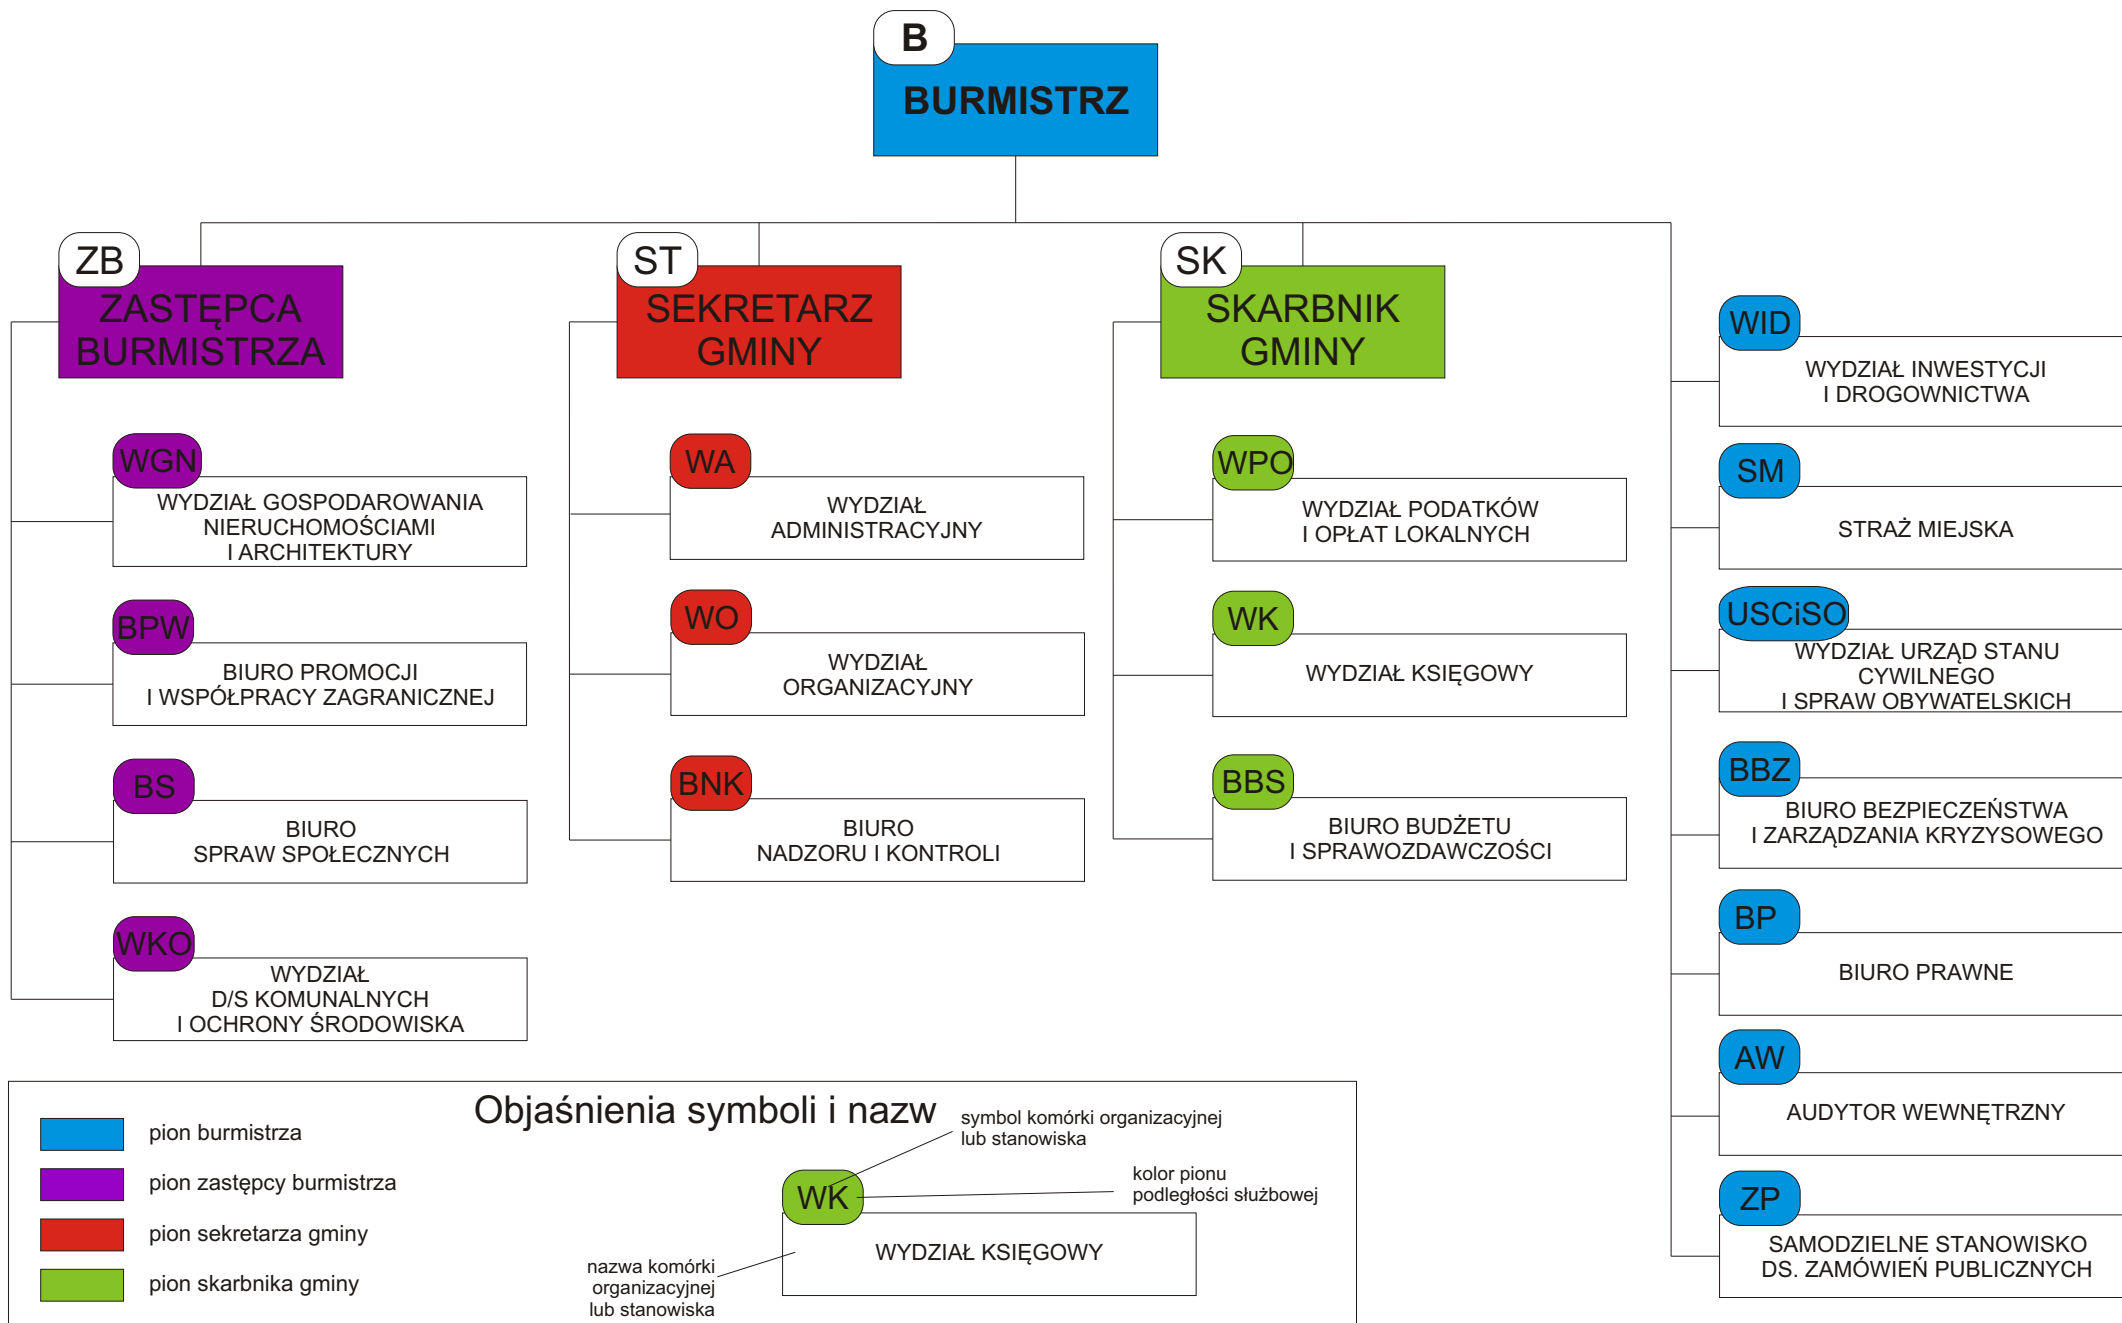 B
BURMISTRZ
ZB
ZASTĘPCA
BURMISTRZA
WGN
WYDZIAŁ GOSPODAROWANIA
NIERUCHOMOŚCIAMI
I ARCHITEKTURY
BPW
BIURO PROMOCJI
I WSPÓŁPRACY ZAGRANICZNEJ
BS
BIURO
SPRAW SPOŁECZNYCH
WKO
WYDZIAŁ
D/S KOMUNALNYCH
I OCHRONY ŚRODOWISKA
ST
SEKRETARZ
GMINY
WA
WYDZIAŁ
ADMINISTRACYJNY
WO
WYDZIAŁ
ORGANIZACYJNY
BNK
BIURO
NADZORU I KONTROLI
SK
SKARBNIK
GMINY
WPO
WYDZIAŁ PODATKÓW
I OPŁAT LOKALNYCH
WK
WYDZIAŁ KSIĘGOWY
BBS
BIURO BUDŻETU
I SPRAWOZDAWCZOŚCI
WID
WYDZIAŁ INWESTYCJI
I DROGOWNICTWA
SM
STRAŻ MIEJSKA
USCiSO
WYDZIAŁ URZĄD STANU
CYWILNEGO
I SPRAW OBYWATELSKICH
BBZ
BIURO BEZPIECZEŃSTWA
I ZARZĄDZANIA KRYZYSOWEGO
BP
BIURO PRAWNE
AW
AUDYTOR WEWNĘTRZNY
ZP
SAMODZIELNE STANOWISKO
DS. ZAMÓWIEŃ PUBLICZNYCH
Objaśnienia symboli i nazw
pion burmistrza
pion zastępcy burmistrza
pion sekretarza gminy
pion skarbnika gminy
symbol komórki organizacyjnej
lub stanowiska
kolor pionu
podległości służbowej
WK
WYDZIAŁ KSIĘGOWY
nazwa komórki
organizacyjnej
lub stanowiska